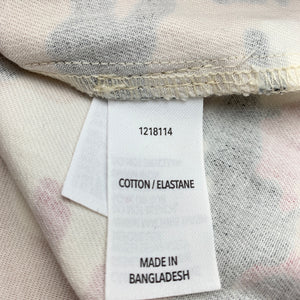 1218114
COTTON / ELASTANE
MADE IN
BANGLADESH